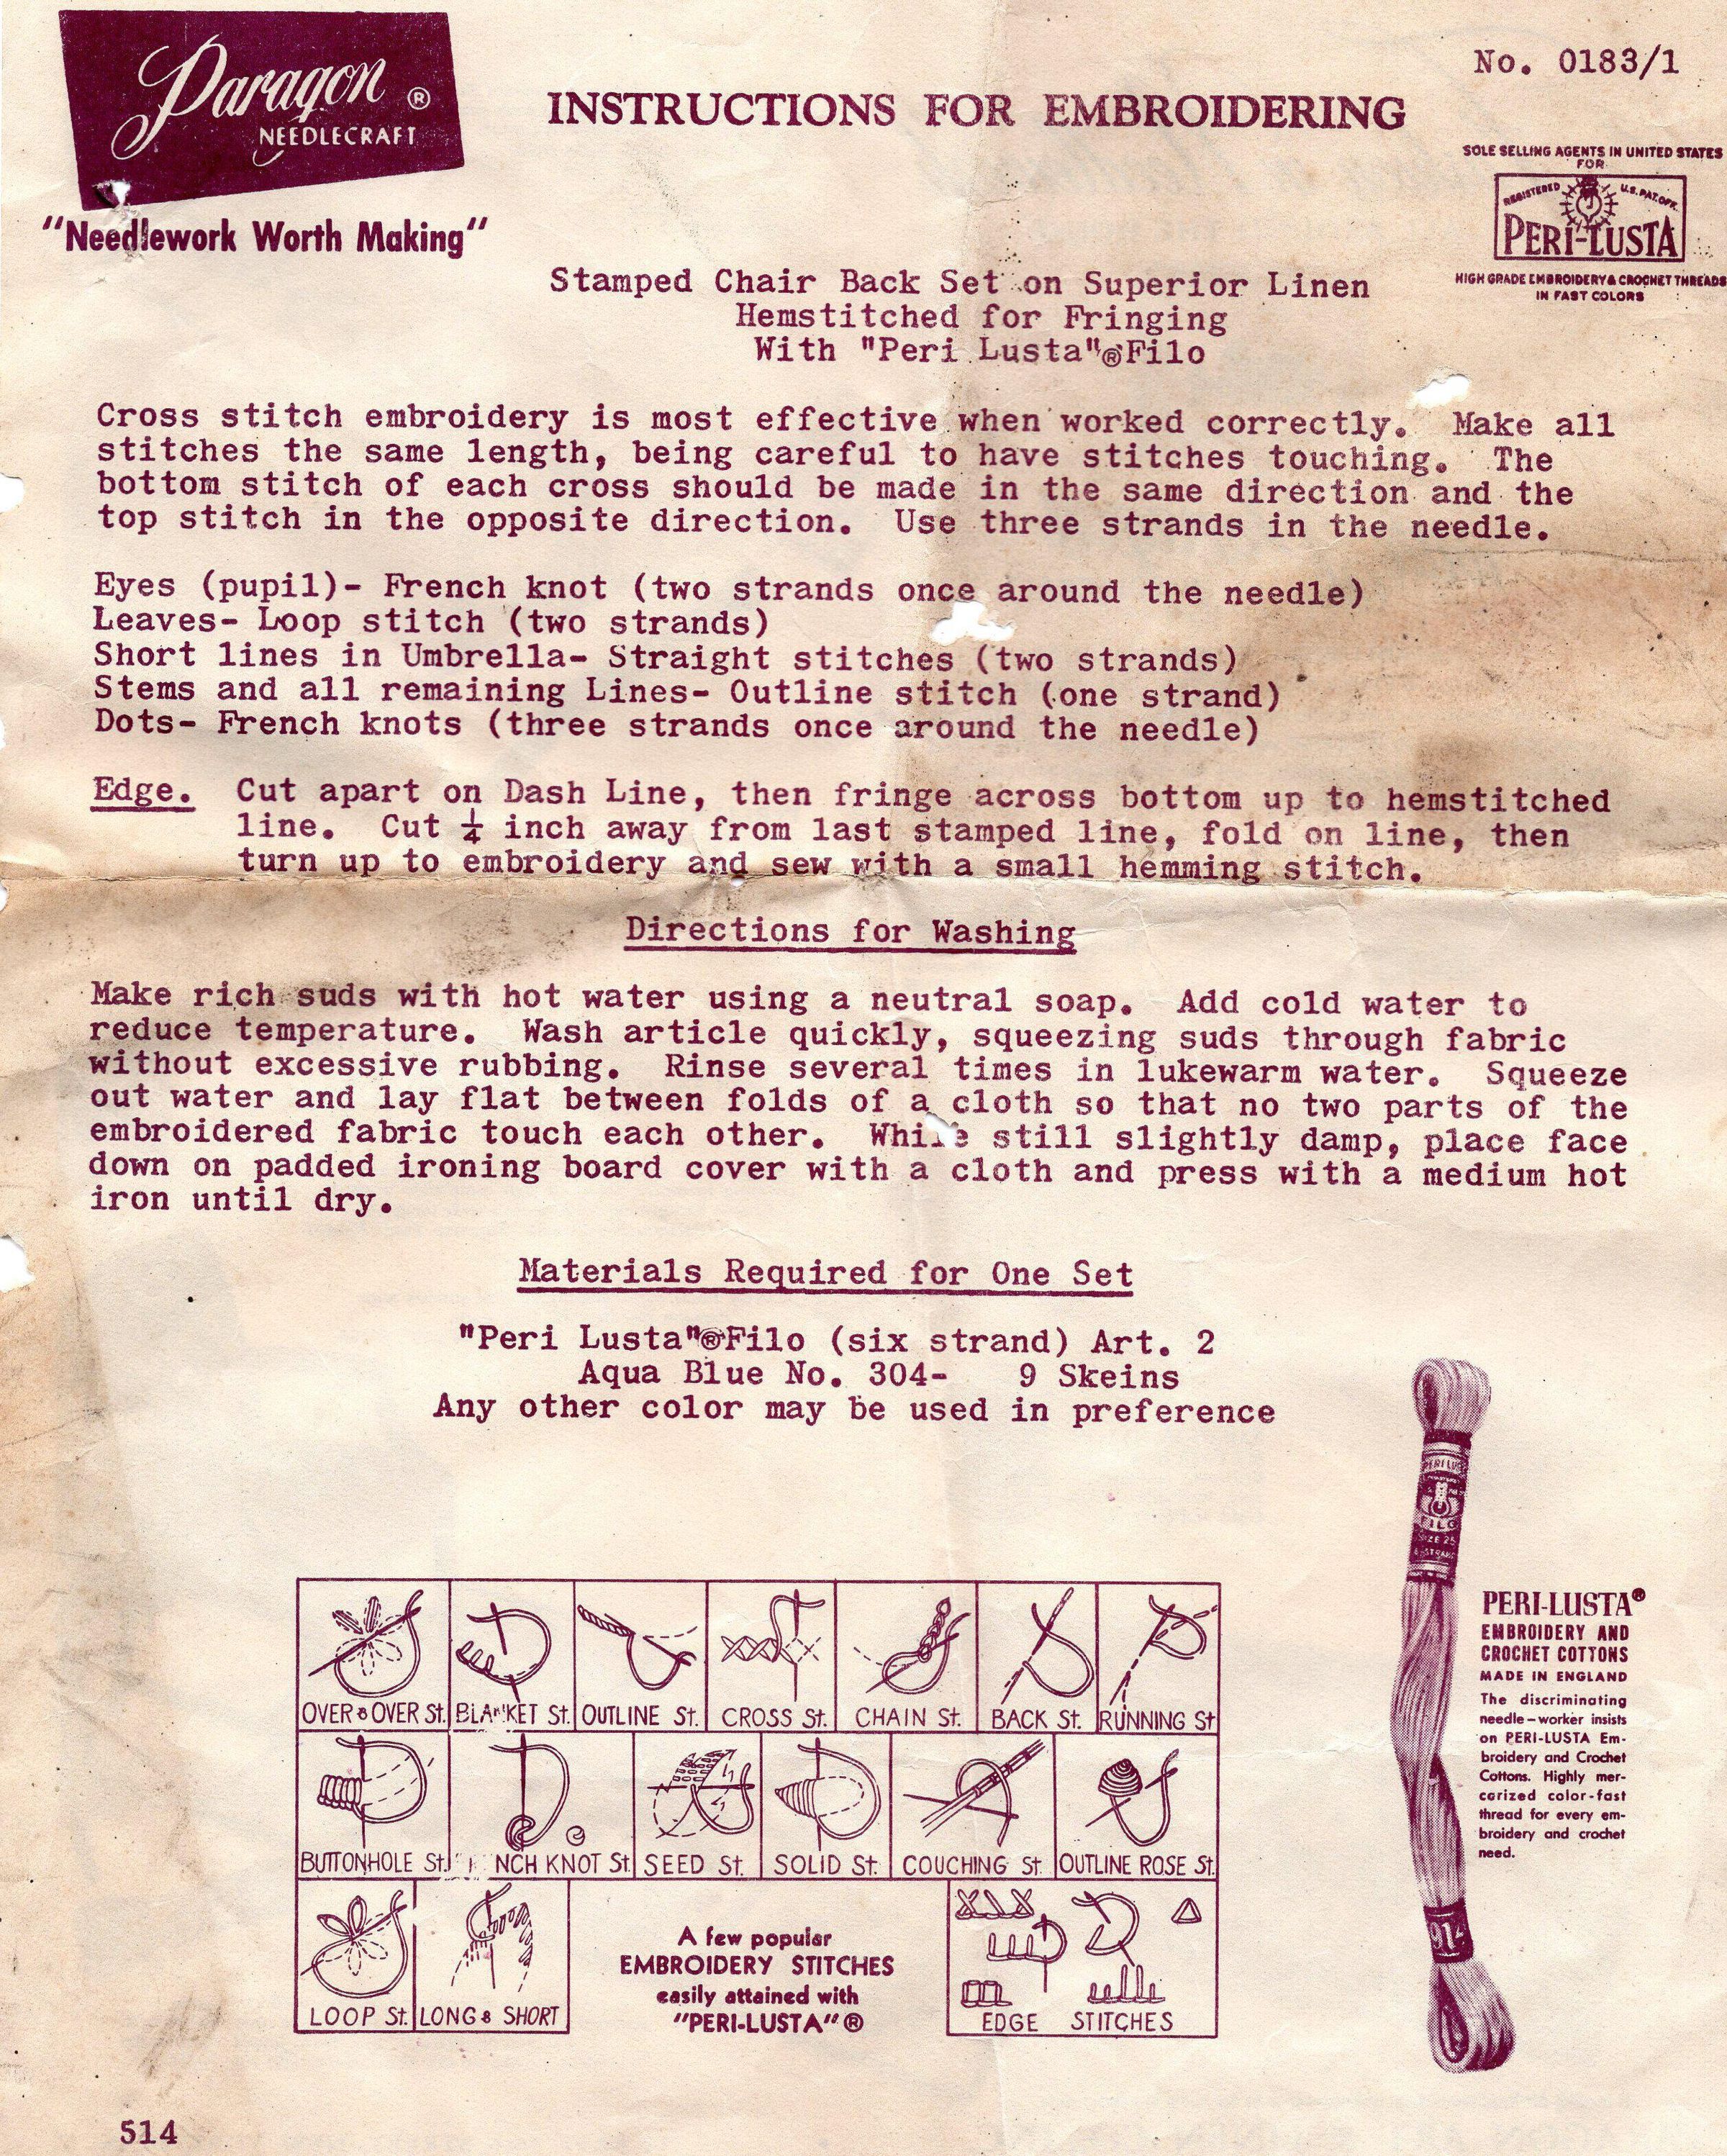 Paragon ®
NEEDLECRAFT
"Needlework Worth Making"
No. 0183/1
INSTRUCTIONS FOR EMBROIDERING
SOLE SELLING AGENTS IN UNITED STATES
FOR
REGISTERED U.S. PAT. OFF.
PERI-LUSTA
HIGH GRADE EMBROIDERY & CROCHET THREADS
IN FAST COLORS
Stamped Chair Back Set on Superior Linen
Hemstitched for Fringing
With "Peri Lusta"® Filo
Cross stitch embroidery is most effective when worked correctly. Make all
stitches the same length, being careful to have stitches touching. The
bottom stitch of each cross should be made in the same direction and the
top stitch in the opposite direction. Use three strands in the needle.
Eyes (pupil)- French knot (two strands once around the needle)
Leaves- Loop stitch (two strands)
Short lines in Umbrella- Straight stitches (two strands)
Stems and all remaining Lines- Outline stitch (one strand)
Dots- French knots (three strands once around the needle)
Edge. Cut apart on Dash Line, then fringe across bottom up to hemstitched
line. Cut ¼ inch away from last stamped line, fold on line, then
turn up to embroidery and sew with a small hemming stitch.
Directions for Washing
Make rich suds with hot water using a neutral soap. Add cold water to
reduce temperature. Wash article quickly, squeezing suds through fabric
without excessive rubbing. Rinse several times in lukewarm water. Squeeze
out water and lay flat between folds of a cloth so that no two parts of the
embroidered fabric touch each other. While still slightly damp, place face
down on padded ironing board cover with a cloth and press with a medium hot
iron until dry.
Materials Required for One Set
"Peri Lusta"® Filo (six strand) Art. 2
Aqua Blue No. 304- 9 Skeins
Any other color may be used in preference
OVER & OVER St. BLANKET St. OUTLINE St. CROSS St. CHAIN St. BACK St. RUNNING St
BUTTONHOLE St. NCH KNOT St. SEED St. SOLID St. COUCHING St. OUTLINE ROSE St.
LOOP St. LONG & SHORT
A few popular
EMBROIDERY STITCHES
easily attained with
"PERI-LUSTA" ®
EDGE STITCHES
PERI LUS
FILO
SIZE 25
6-STRAND
914
PERI-LUSTA®
EMBROIDERY AND
CROCHET COTTONS
MADE IN ENGLAND
The discriminating
needle-worker insists
on PERI-LUSTA Em-
broidery and Crochet
Cottons. Highly mer-
cerized color-fast
thread for every em-
broidery and crochet
need.
514